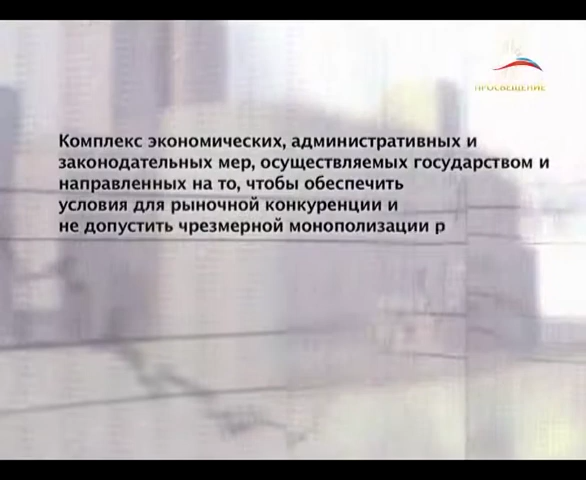 ПРОСВЕЩЕНИЕ
Комплекс экономических, административных и
законодательных мер, осуществляемых государством и
направленных на то, чтобы обеспечить
условия для рыночной конкуренции и
не допустить чрезмерной монополизации р